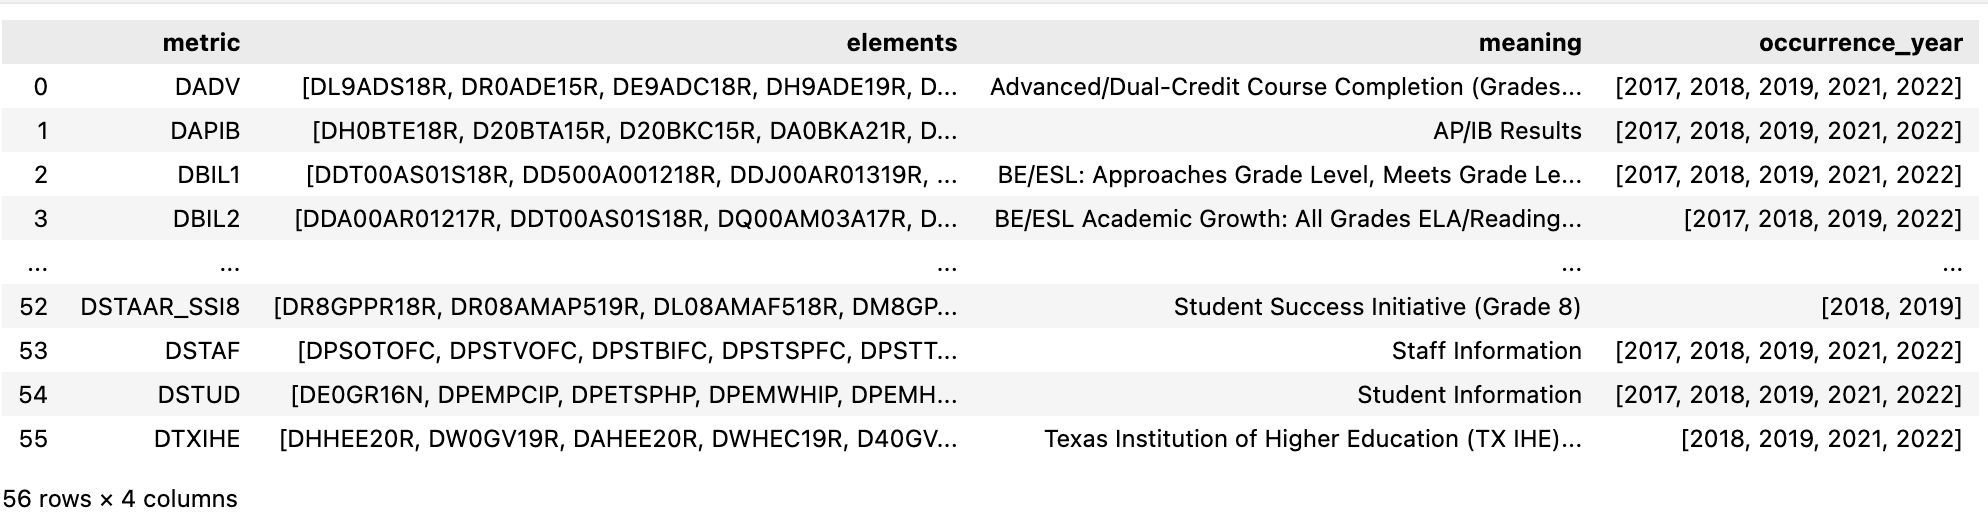 metric elements meaning occurrence_year
0 DADV [DL9ADS18R, DR0ADE15R, DE9ADC18R, DH9ADE19R, D... Advanced/Dual-Credit Course Completion (Grades... [2017, 2018, 2019, 2021, 2022]
1 DAPIB [DH0BTE18R, D20BTA15R, D20BKC15R, DA0BKA21R, D... AP/IB Results [2017, 2018, 2019, 2021, 2022]
2 DBIL1 [DDT00AS01S18R, DD500A001218R, DDJ00AR01319R, ... BE/ESL: Approaches Grade Level, Meets Grade Le... [2017, 2018, 2019, 2021, 2022]
3 DBIL2 [DDA00AR01217R, DDT00AS01S18R, DQ00AM03A17R, D... BE/ESL Academic Growth: All Grades ELA/Reading... [2017, 2018, 2019, 2022]
... ... ... ... ...
52 DSTAAR_SSI8 [DR8GPPR18R, DR08AMAP519R, DL08AMAF518R, DM8GP... Student Success Initiative (Grade 8) [2018, 2019]
53 DSTAF [DPSOTOFC, DPSTVOFC, DPSTBIFC, DPSTSPFC, DPSTT... Staff Information [2017, 2018, 2019, 2021, 2022]
54 DSTUD [DE0GR16N, DPEMPCIP, DPETSPHP, DPEMWHIP, DPEMH... Student Information [2017, 2018, 2019, 2021, 2022]
55 DTXIHE [DHHEE20R, DW0GV19R, DAHEE20R, DWHEC19R, D40GV... Texas Institution of Higher Education (TX IHE)... [2018, 2019, 2021, 2022]
56 rows × 4 columns